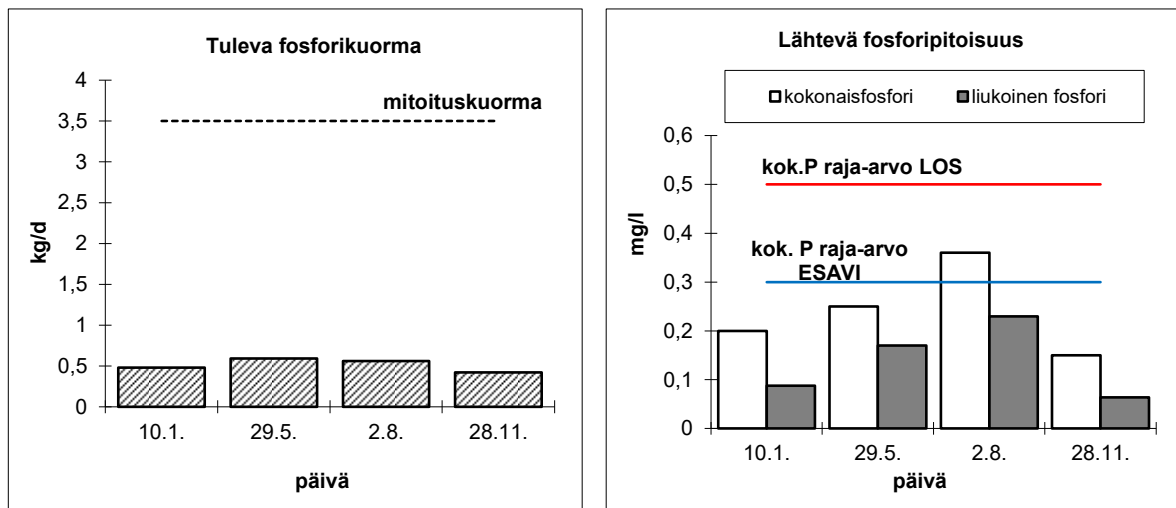 Tuleva fosforikuorma
mitoituskuorma
kg/d
4
3,5
3
2,5
2
1,5
1
0,5
0
10.1.
29.5.
2.8.
28.11.
päivä
Lähtevä fosforipitoisuus
kokonaisfosfori
liukoinen fosfori
mg/l
0,6
0,5
0,4
0,3
0,2
0,1
0
kok.P raja-arvo LOS
kok. P raja-arvo
ESAVI
10.1.
29.5.
2.8.
28.11.
päivä